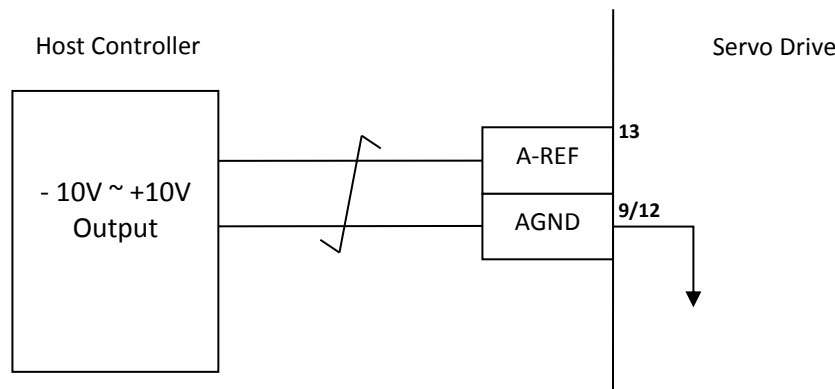 Host Controller
Servo Drive
13
A-REF
- 10V ~ +10V
Output
9/12
AGND